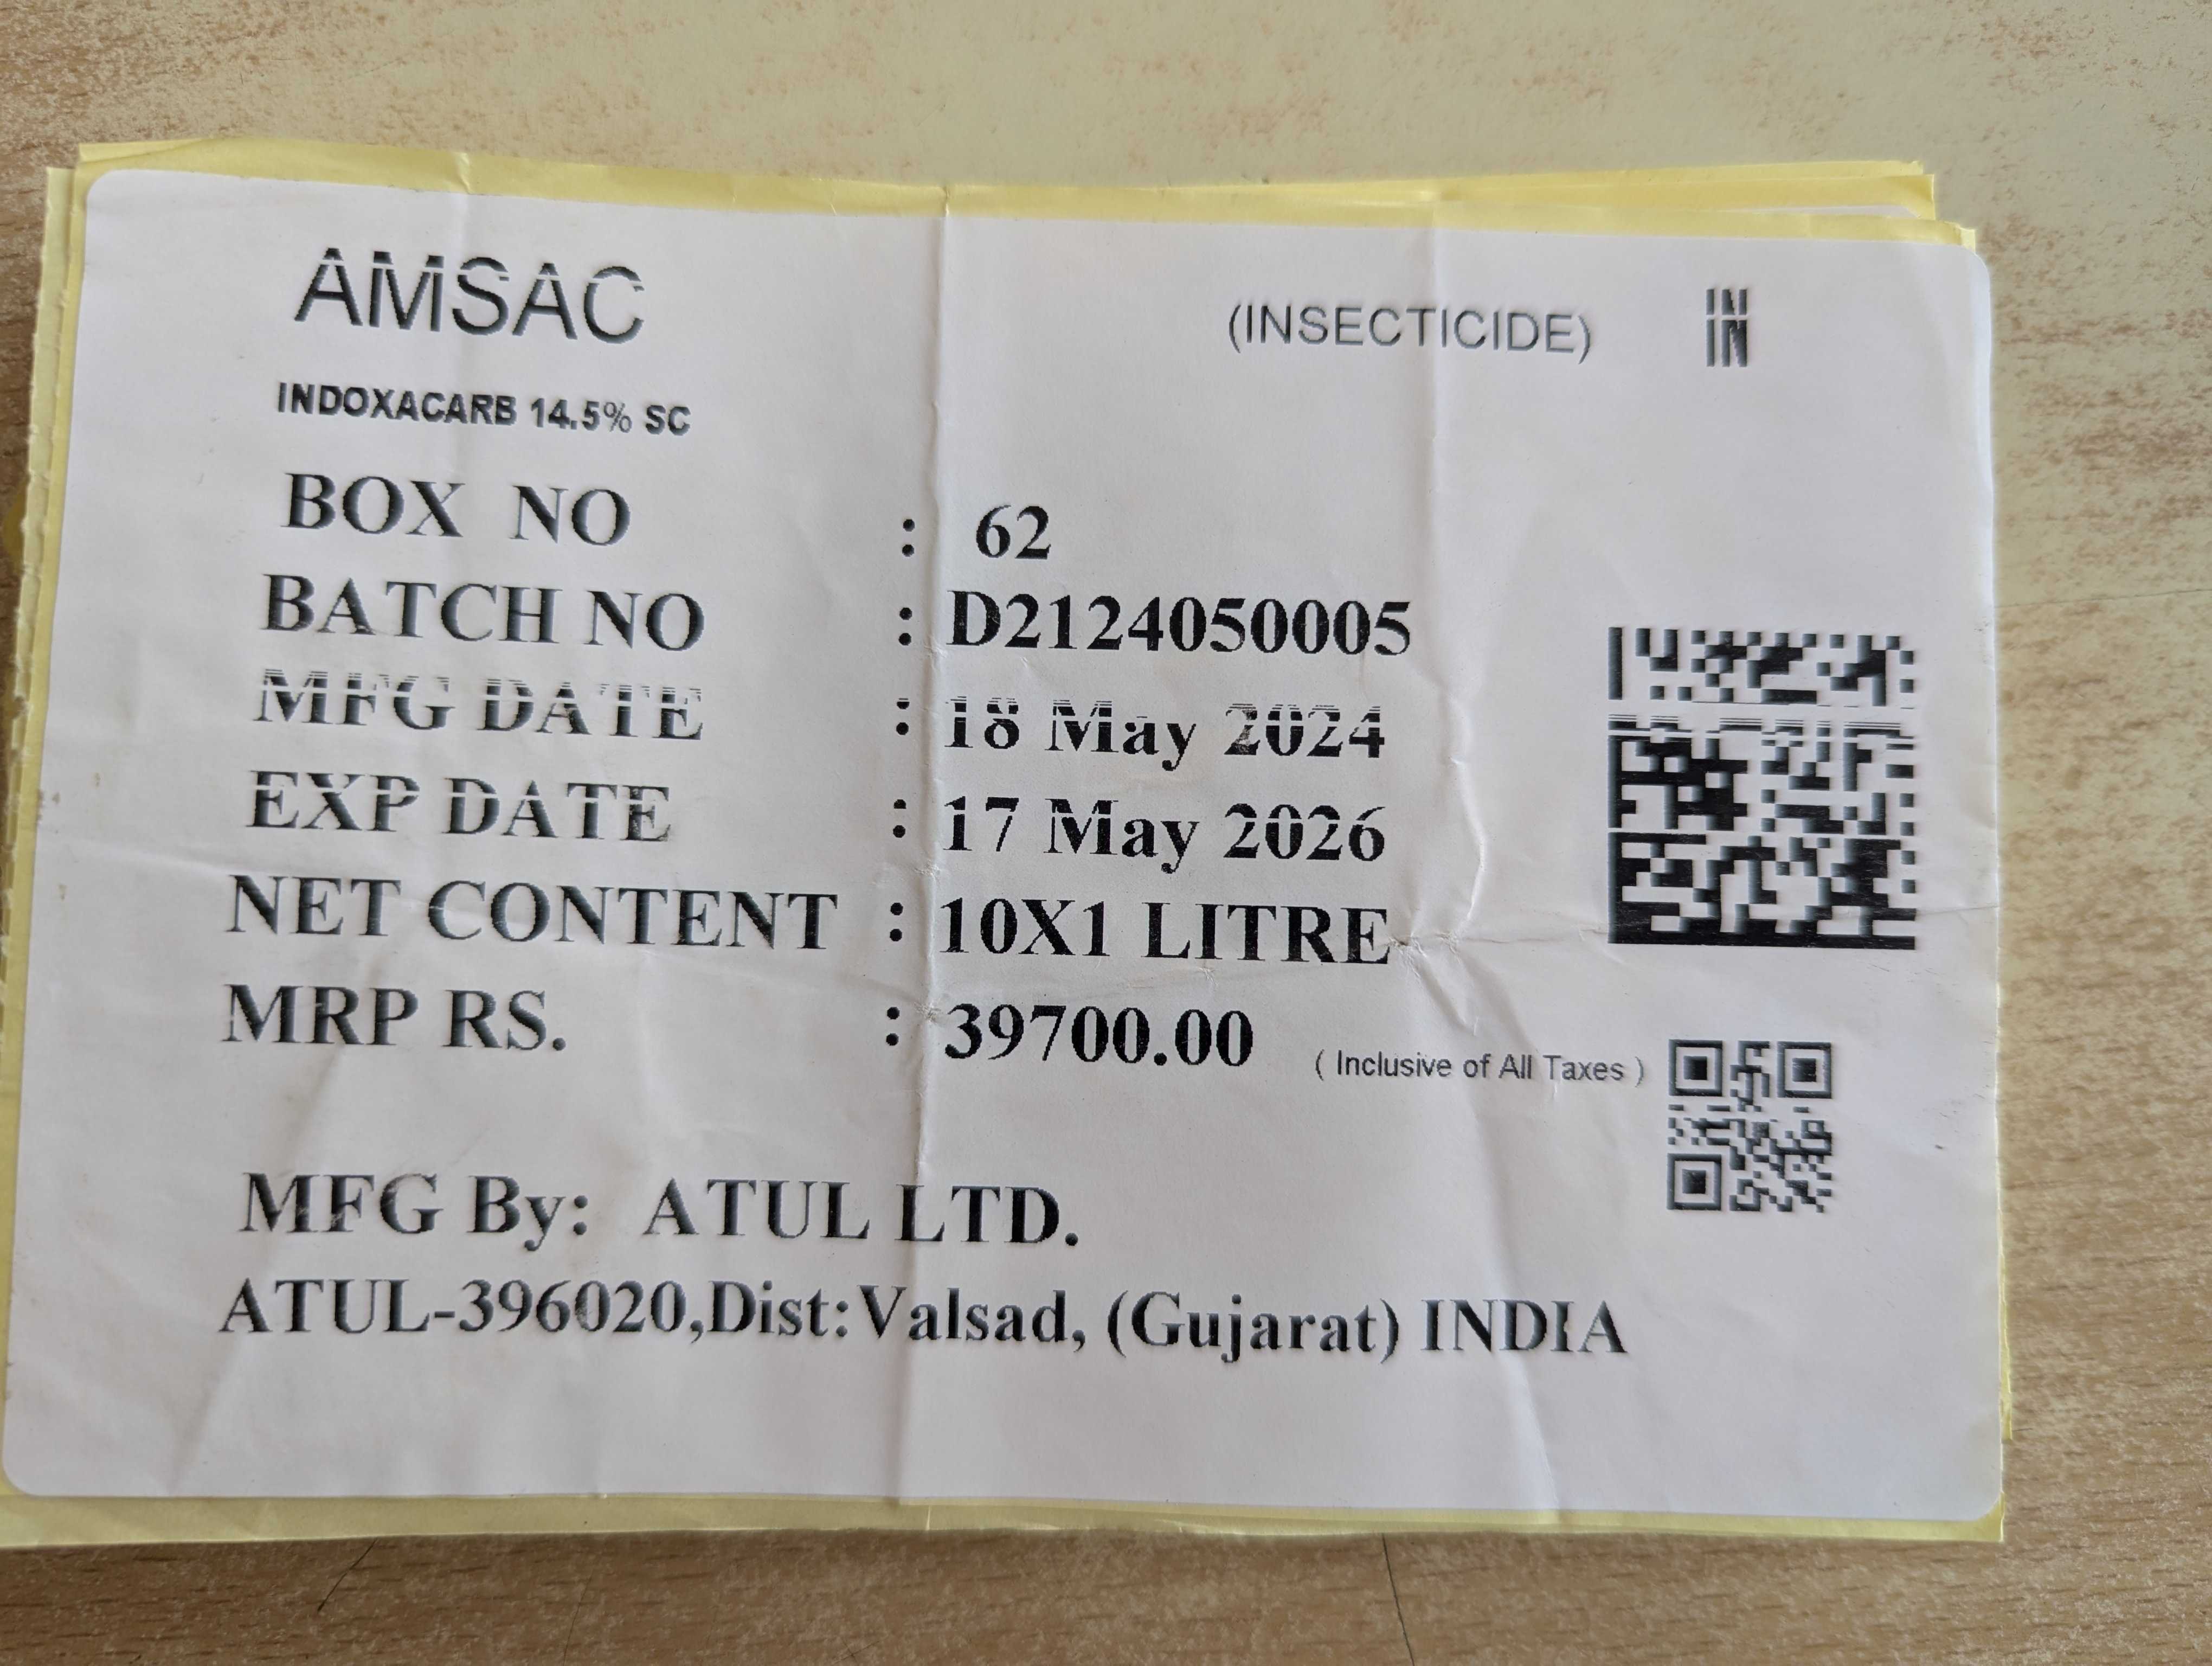 AMSAC (INSECTICIDE) IN IN
INDOXACARB 14.5% SC
BOX NO : 62
BATCH NO : D2124050005
MFG DATE : 18 May 2024
EXP DATE : 17 May 2026
NET CONTENT : 10X1 LITRE
MRP RS. : 39700.00 ( Inclusive of All Taxes )
MFG By: ATUL LTD.
ATUL-396020,Dist:Valsad, (Gujarat) INDIA